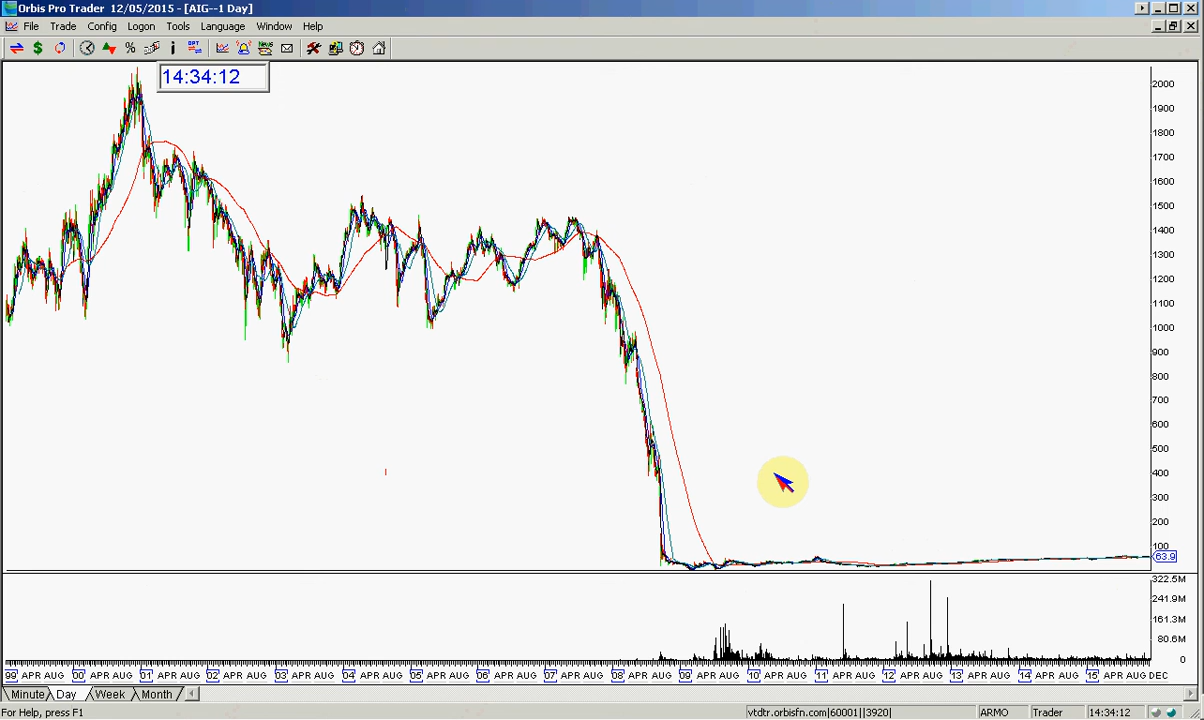 Orbis Pro Trader 12/05/2015 - [AIG--1 Day]
File Trade Config Logon Tools Language Window Help
14:34:12
2000
1900
1800
1700
1600
1500
1400
1300
1200
1100
1000
900
800
700
600
500
400
300
200
100
63.9
322.5M
241.9M
161.3M
80.6M
0
99 APR AUG 00 APR AUG 01 APR AUG 02 APR AUG 03 APR AUG 04 APR AUG 05 APR AUG 06 APR AUG 07 APR AUG 08 APR AUG 09 APR AUG 10 APR AUG 11 APR AUG 12 APR AUG 13 APR AUG 14 APR AUG 15 APR AUG DEC
Minute Day Week Month
For Help, press F1 vtdtr.orbisfn.com|60001||3920| ARMO Trader 14:34:12